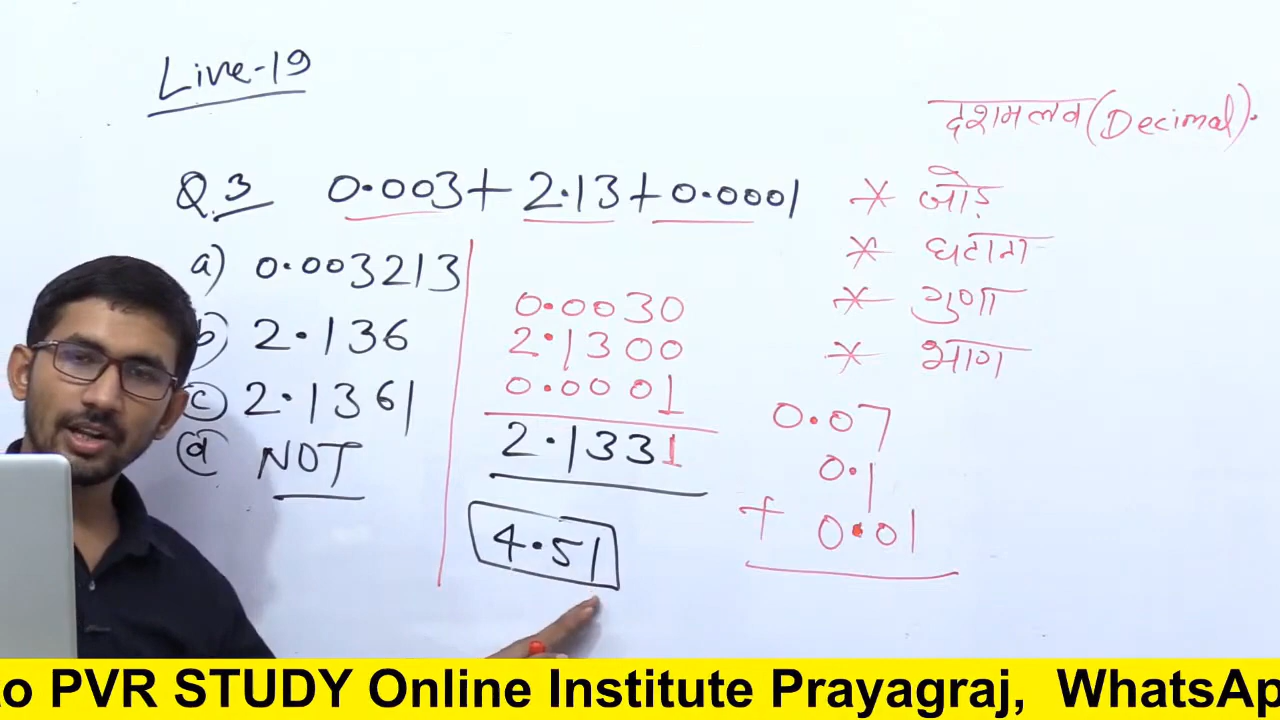 Live-19
दशमलव (Decimal).
Q.3 0.003+ 2.13+0.0001
a) 0.003213
b) 2.136
c) 2.1361
d) NOT
0.0030
2.1300
0.0001
2.1331
4.51
* जोड़
* घटाना
* गुणा
* भाग
0.07
0.1
+ 0.01
to PVR STUDY Online Institute Prayagraj, WhatsAp